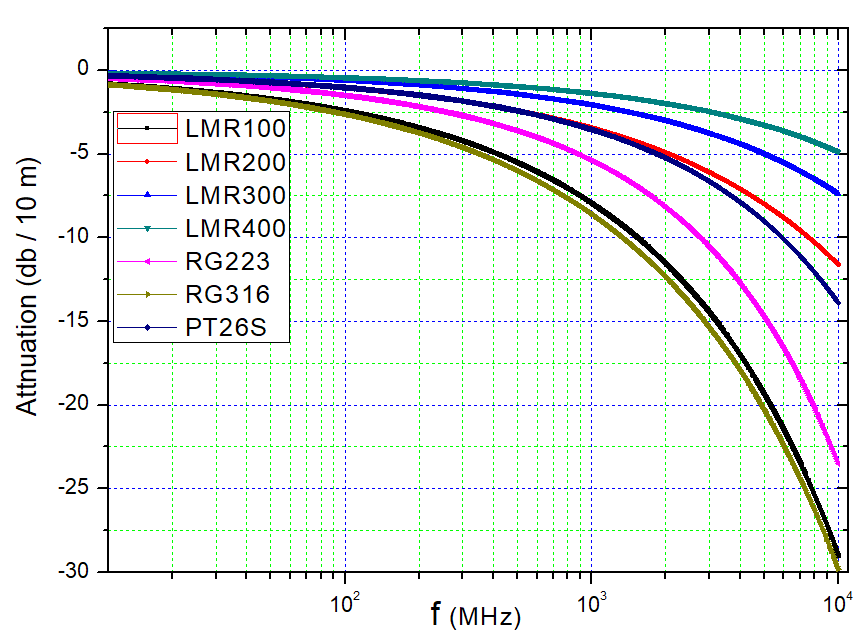 0
-5
-10
-15
-20
-25
-30
Attnuation (db / 10 m)
LMR100
LMR200
LMR300
LMR400
RG223
RG316
PT26S
10²
10³
10⁴
f (MHz)